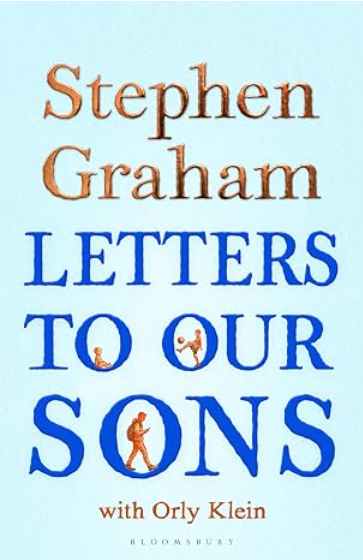 Stephen
Graham
LETTERS
TO OUR
SONS
with Orly Klein
BLOOMSBURY